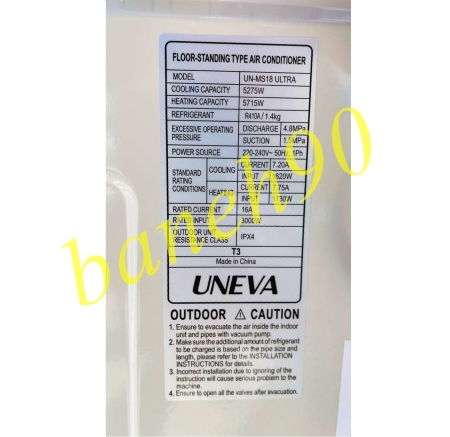 FLOOR-STANDING TYPE AIR CONDITIONER
MODEL UN-MS18 ULTRA
COOLING CAPACITY 5275W
HEATING CAPACITY 5715W
REFRIGERANT R410A / 1.4kg
EXCESSIVE OPERATING PRESSURE DISCHARGE 4.8MPa
SUCTION
POWER SOURCE 220-240V~ 50Hz, 1Ph
STANDARD RATING CONDITIONS COOLING CURRENT 7.20A
INPUT 1620W
HEATING CURRENT 7.75A
INPUT 1730W
RATED CURRENT 16A
RATED INPUT 3000W
OUTDOOR UNIT RESISTANCE CLASS IPX4
T3
Made in China
UNEVA
OUTDOOR ⚠ CAUTION
1. Ensure to evacuate the air inside the indoor
unit and pipes with vacuum pump.
2. Make sure the additional amount of refrigerant
to be charged is based on the pipe size and
length, please refer to the INSTALLATION
INSTRUCTIONS for details.
3. Incorrect installation due to ignoring of the
instruction will cause serious problem to the
machine.
4. Ensure to open all the valves after evacuation.
baneh90